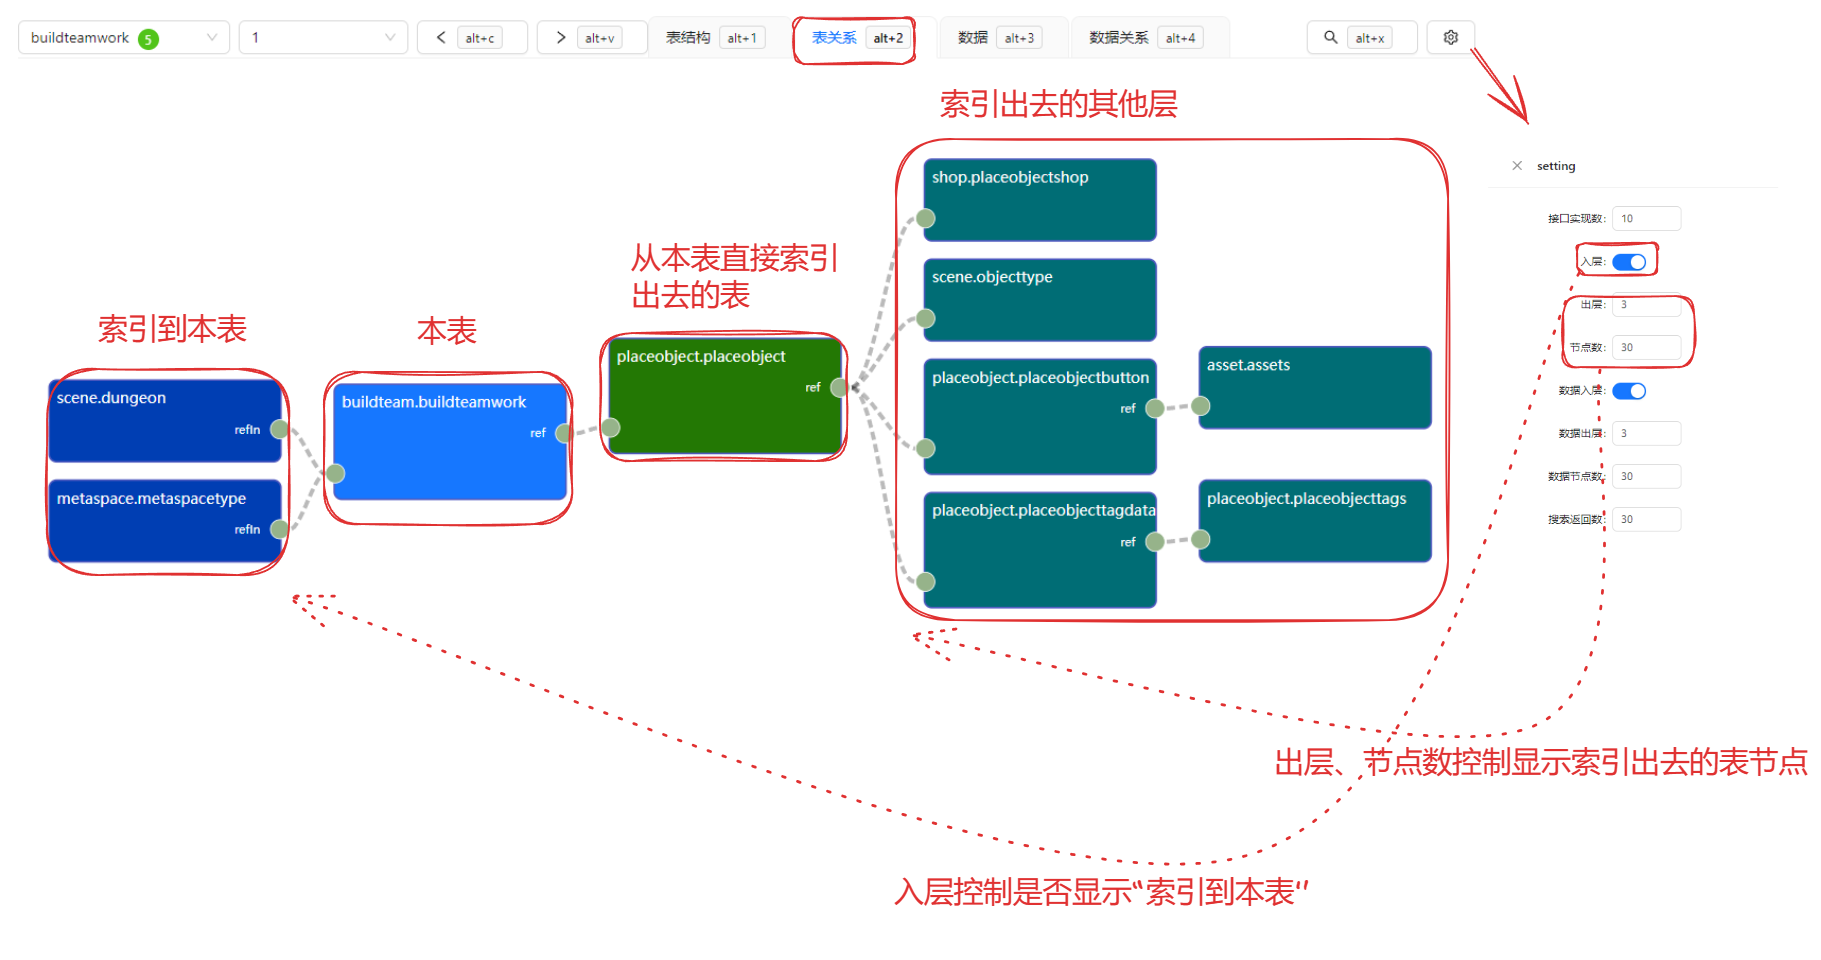 buildteamwork 5
1
< alt+c
> alt+v
表结构 alt+1
表关系 alt+2
数据 alt+3
数据关系 alt+4
alt+x
索引出去的其他层
setting
接口实现数: 10
入层:
出层: 3
节点数: 30
数据入层:
数据出层: 3
数据节点数: 30
搜索返回数: 30
索引到本表
本表
从本表直接索引
出去的表
scene.dungeon
refIn
metaspace.metaspacetype
refIn
buildteam.buildteamwork
ref
placeobject.placeobject
ref
shop.placeobjectshop
scene.objecttype
placeobject.placeobjectbutton
ref
placeobject.placeobjecttagdata
ref
asset.assets
placeobject.placeobjecttags
出层、节点数控制显示索引出去的表节点
入层控制是否显示“索引到本表”